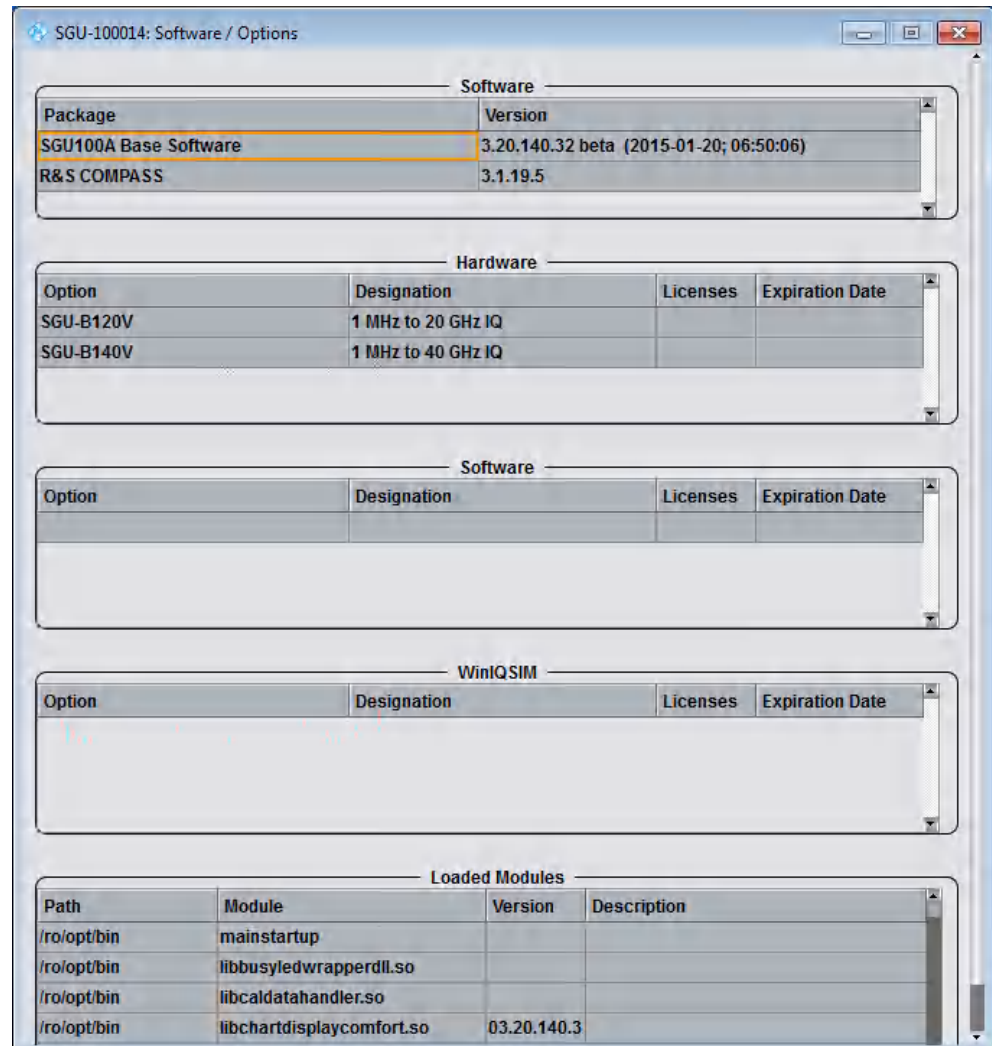 SGU-100014: Software / Options
Software
Package Version
SGU100A Base Software 3.20.140.32 beta (2015-01-20; 06:50:06)
R&S COMPASS 3.1.19.5
Hardware
Option Designation Licenses Expiration Date
SGU-B120V 1 MHz to 20 GHz IQ
SGU-B140V 1 MHz to 40 GHz IQ
Software
Option Designation Licenses Expiration Date
WinIQSIM
Option Designation Licenses Expiration Date
Loaded Modules
Path Module Version Description
/ro/opt/bin mainstartup
/ro/opt/bin libbusyledwrapperdll.so
/ro/opt/bin libcaldatahandler.so
/ro/opt/bin libchartdisplaycomfort.so 03.20.140.3